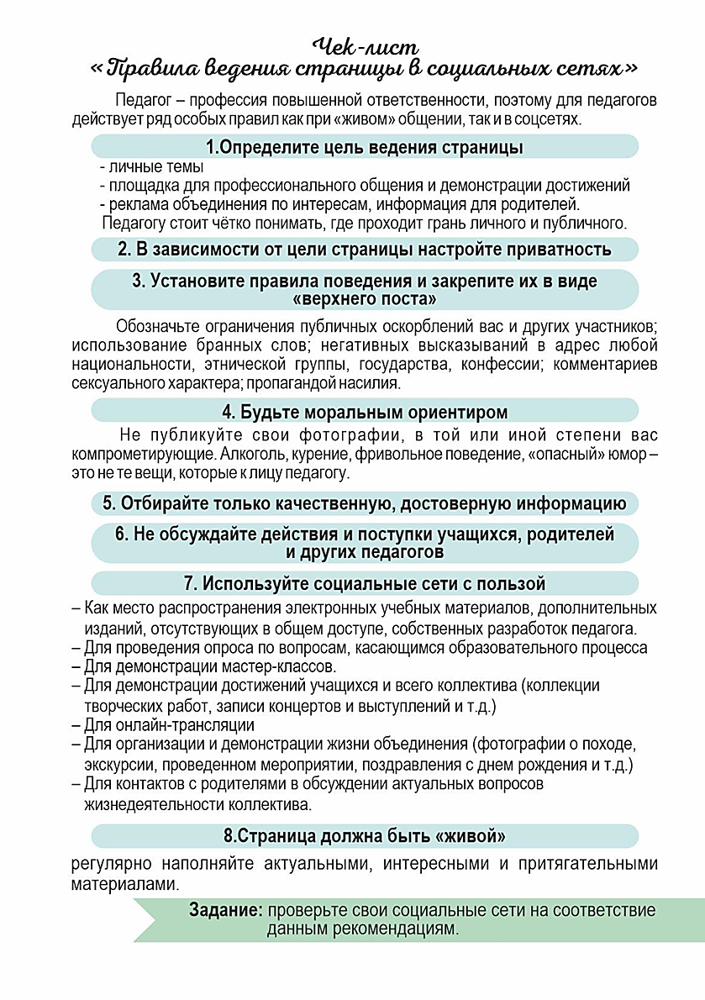 Чек-лист
«Правила ведения страницы в социальных сетях»
Педагог – профессия повышенной ответственности, поэтому для педагогов
действует ряд особых правил как при «живом» общении, так и в соцсетях.
1.Определите цель ведения страницы
- личные темы
- площадка для профессионального общения и демонстрации достижений
- реклама объединения по интересам, информация для родителей.
Педагогу стоит чётко понимать, где проходит грань личного и публичного.
2. В зависимости от цели страницы настройте приватность
3. Установите правила поведения и закрепите их в виде
«верхнего поста»
Обозначьте ограничения публичных оскорблений вас и других участников;
использование бранных слов; негативных высказываний в адрес любой
национальности, этнической группы, государства, конфессии; комментариев
сексуального характера; пропагандой насилия.
4. Будьте моральным ориентиром
Не публикуйте свои фотографии, в той или иной степени вас
компрометирующие. Алкоголь, курение, фривольное поведение, «опасный» юмор –
это не те вещи, которые к лицу педагогу.
5. Отбирайте только качественную, достоверную информацию
6. Не обсуждайте действия и поступки учащихся, родителей
и других педагогов
7. Используйте социальные сети с пользой
– Как место распространения электронных учебных материалов, дополнительных
изданий, отсутствующих в общем доступе, собственных разработок педагога.
– Для проведения опроса по вопросам, касающимся образовательного процесса
– Для демонстрации мастер-классов.
– Для демонстрации достижений учащихся и всего коллектива (коллекции
творческих работ, записи концертов и выступлений и т.д.)
– Для онлайн-трансляции
– Для организации и демонстрации жизни объединения (фотографии о походе,
экскурсии, проведенном мероприятии, поздравления с днем рождения и т.д.)
– Для контактов с родителями в обсуждении актуальных вопросов
жизнедеятельности коллектива.
8.Страница должна быть «живой»
регулярно наполняйте актуальными, интересными и притягательными
материалами.
Задание: проверьте свои социальные сети на соответствие
данным рекомендациям.